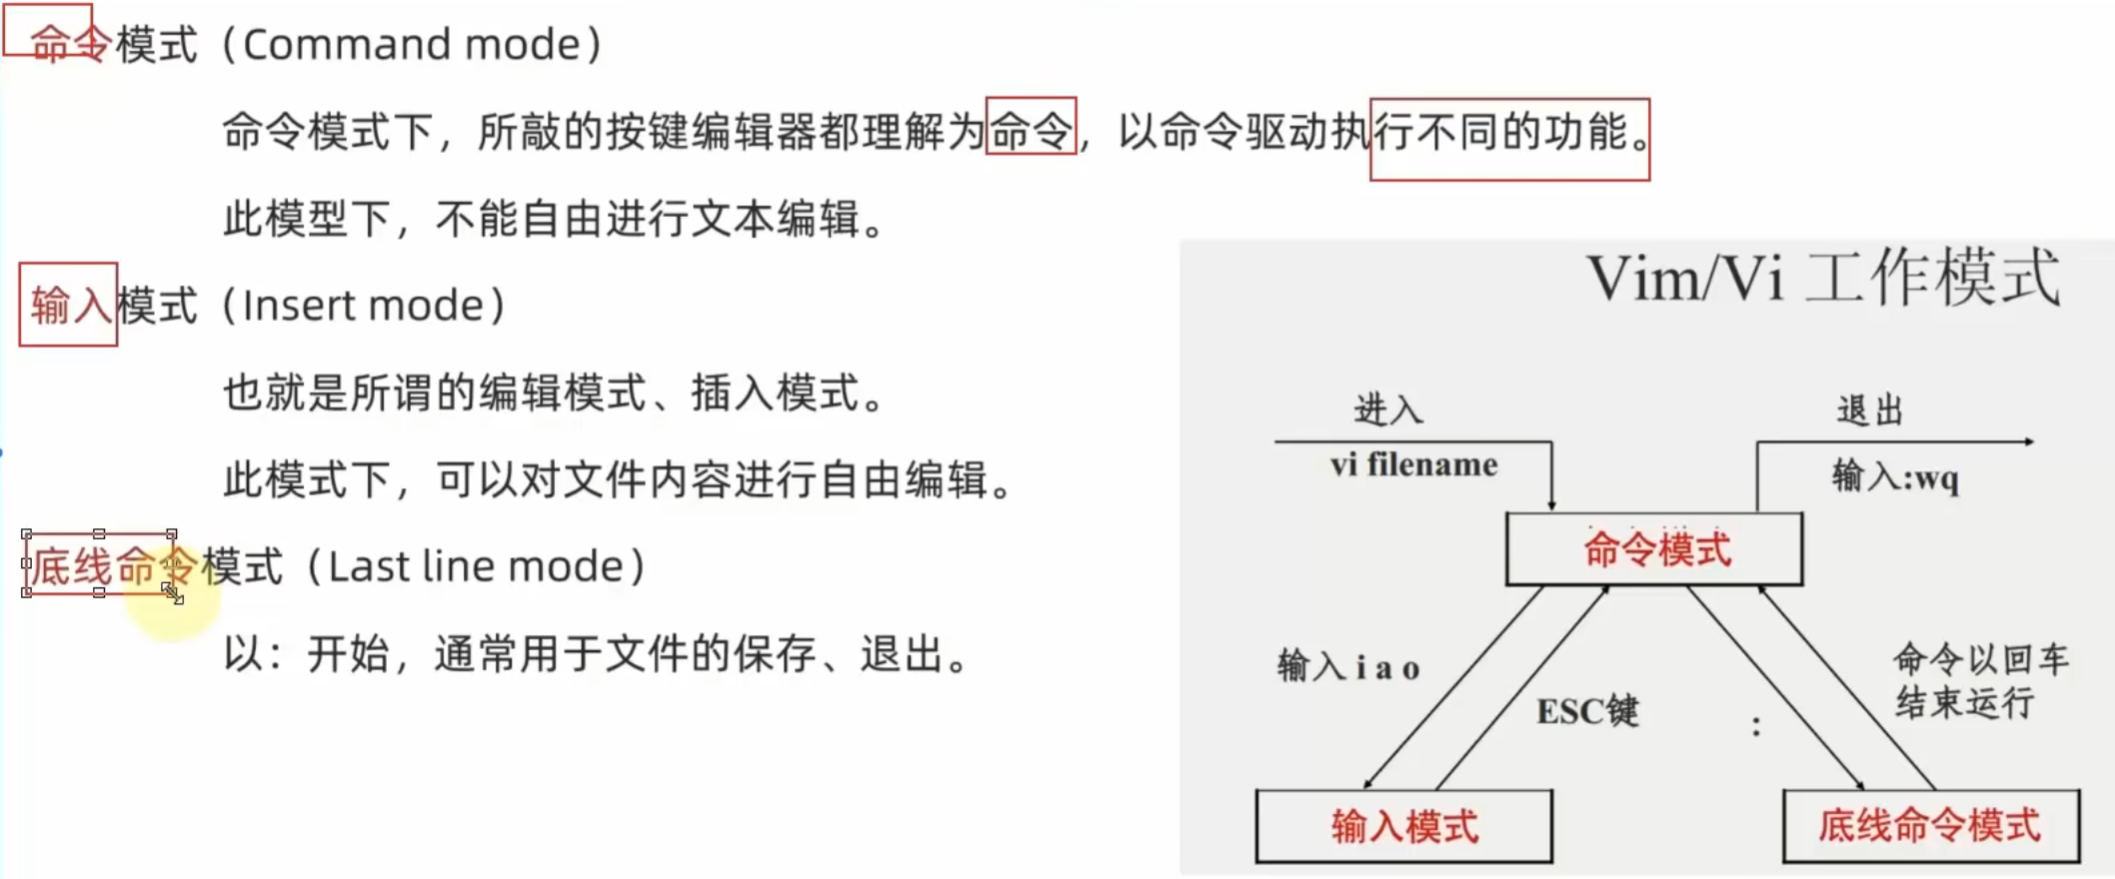 命令模式（Command mode）
命令模式下，所敲的按键编辑器都理解为命令，以命令驱动执行不同的功能。
此模型下，不能自由进行文本编辑。
输入模式（Insert mode）
也就是所谓的编辑模式、插入模式。
此模式下，可以对文件内容进行自由编辑。
底线命令模式（Last line mode）
以：开始，通常用于文件的保存、退出。
Vim/Vi 工作模式
进入
vi filename
退出
输入:wq
命令模式
输入 i a o
ESC键
:
命令以回车
结束运行
输入模式
底线命令模式